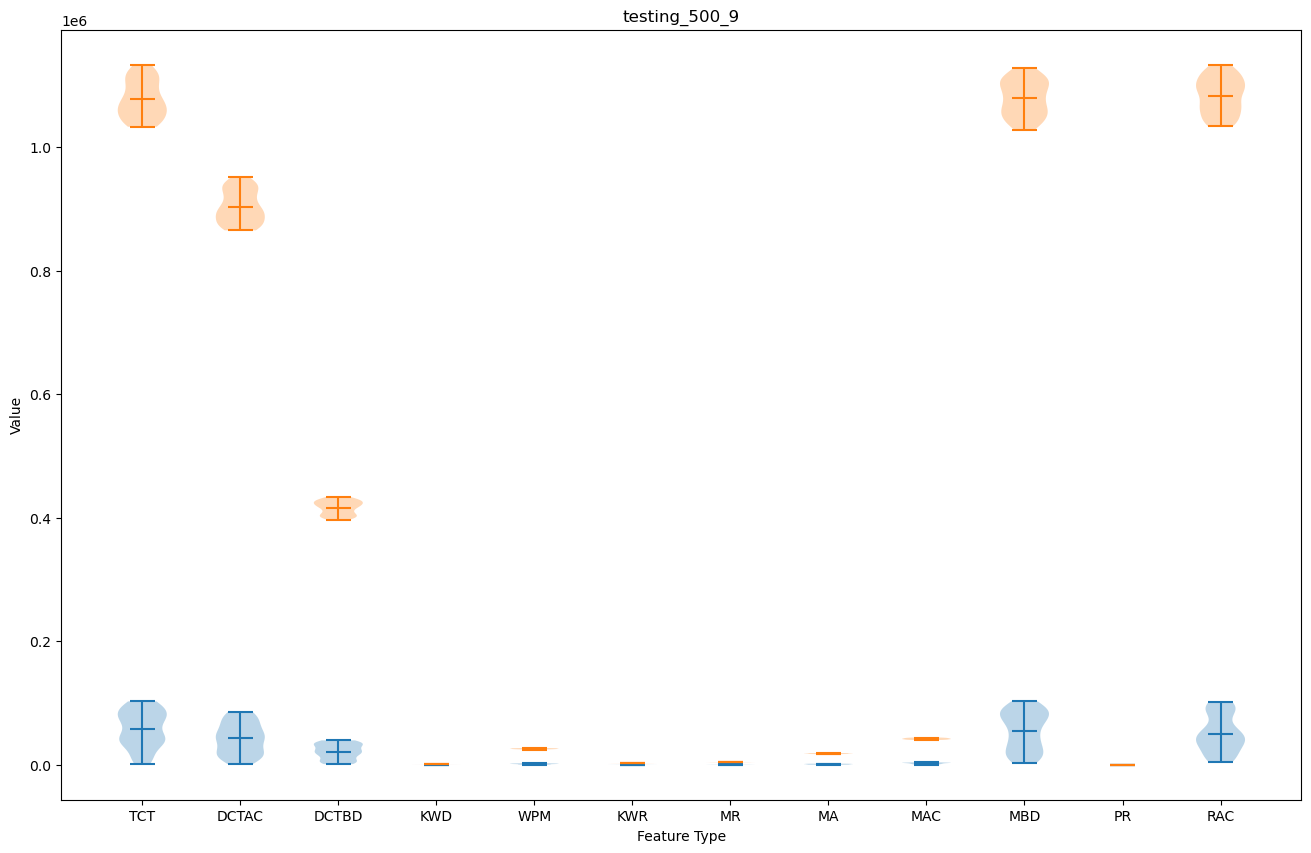 testing_500_9
1e6
1.0
0.8
0.6
0.4
0.2
0.0
Value
TCT DCTAC DCTBD KWD WPM KWR MR MA MAC MBD PR RAC
Feature Type